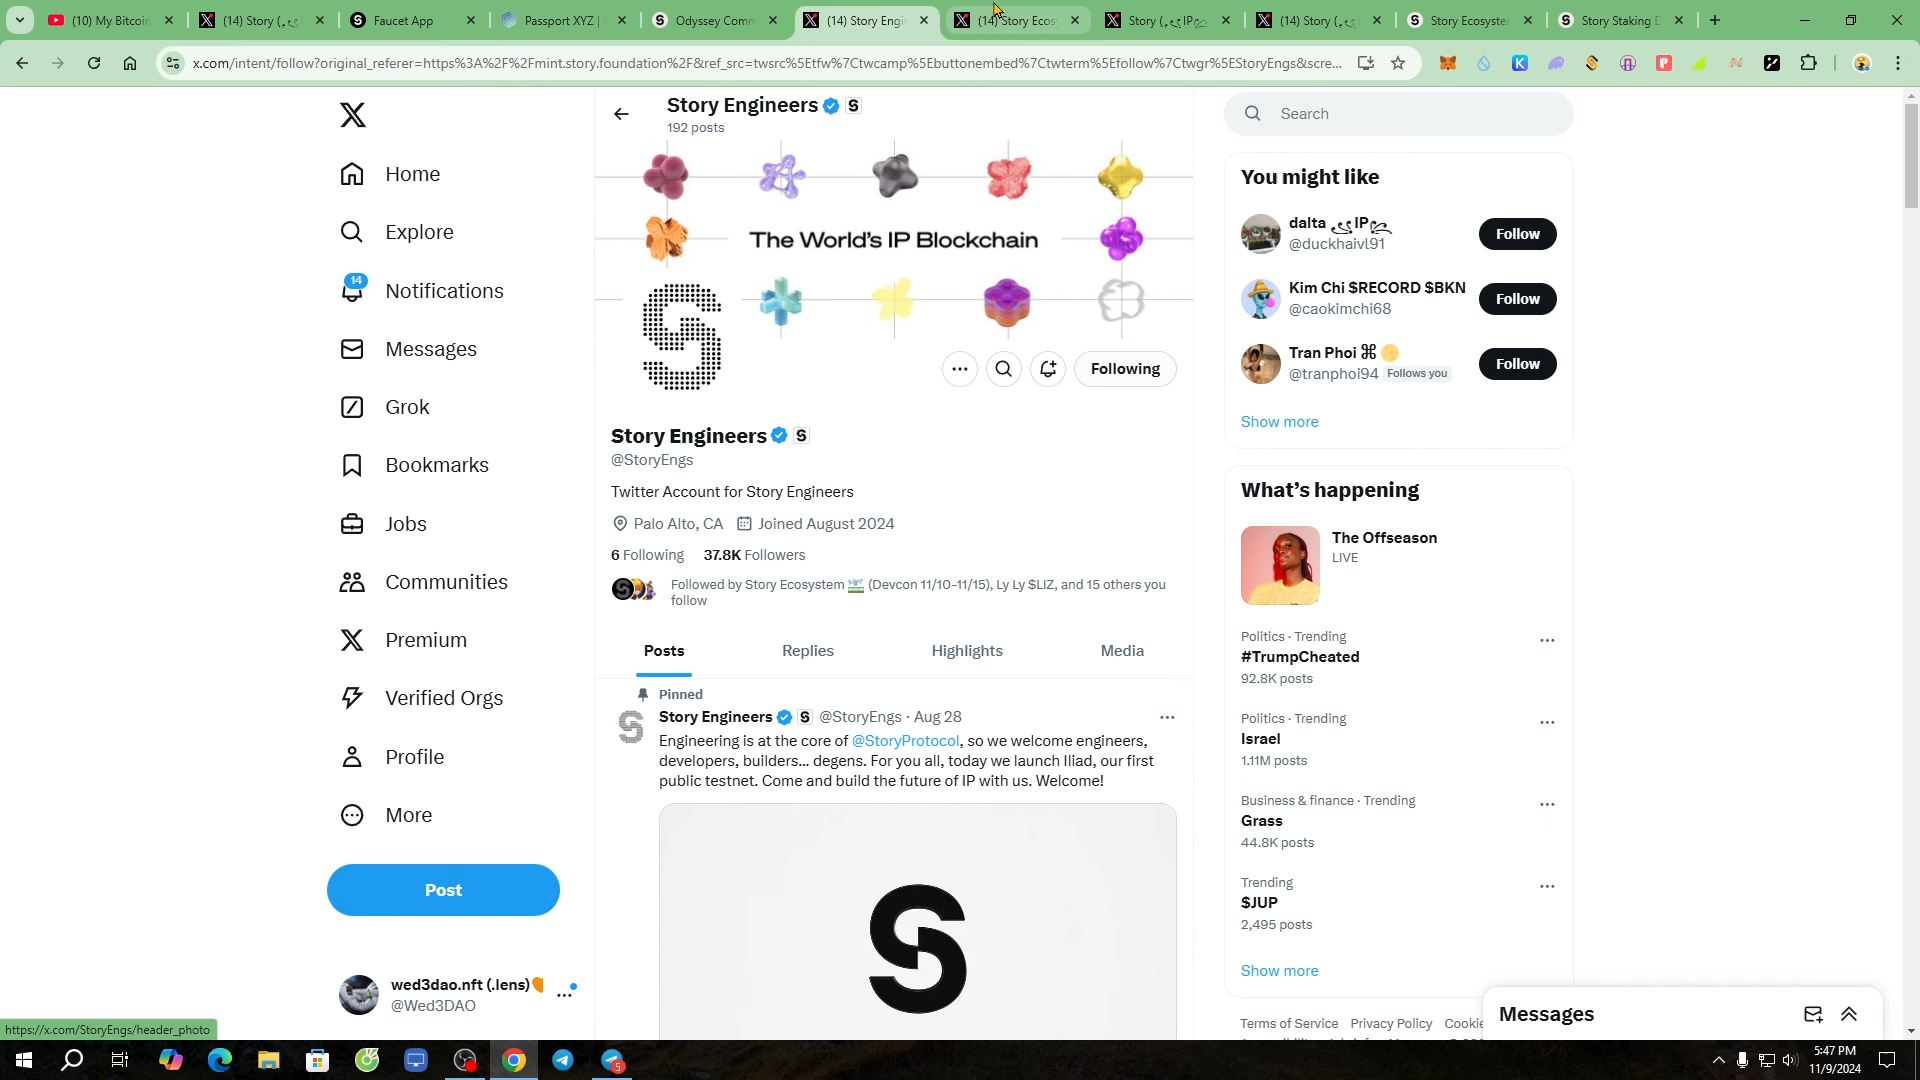 (10) My Bitcoin
(14) Story (
Faucet App
Passport XYZ |
Odyssey Comm
(14) Story Engi
(14) Story Ecos
Story (
(14) Story (
Story Ecosyste
Story Staking D
x.com/intent/follow?original_referer=https%3A%2F%2Fmint.story.foundation%2F&ref_src=twsrc%5Etfw%7Ctwcamp%5Ebuttonembed%7Ctwterm%5Efollow%7Ctwgr%5EStoryEngs&scre...
Home
Explore
14
Notifications
Messages
Grok
Bookmarks
Jobs
Communities
Premium
Verified Orgs
Profile
More
Post
wed3dao.nft (.lens)
@Wed3DAO
https://x.com/StoryEngs/header_photo
Story Engineers
192 posts
The World's IP Blockchain
Following
Story Engineers
@StoryEngs
Twitter Account for Story Engineers
Palo Alto, CA Joined August 2024
6 Following 37.8K Followers
Followed by Story Ecosystem (Devcon 11/10-11/15), Ly Ly $LIZ, and 15 others you
follow
Posts Replies Highlights Media
Pinned
Story Engineers @StoryEngs · Aug 28
Engineering is at the core of @StoryProtocol, so we welcome engineers,
developers, builders... degens. For you all, today we launch Iliad, our first
public testnet. Come and build the future of IP with us. Welcome!
Search
You might like
dalta IP
@duckhaivl91
Follow
Kim Chi $RECORD $BKN
@caokimchi68
Follow
Tran Phoi ⌘
@tranphoi94 Follows you
Follow
Show more
What's happening
The Offseason
LIVE
Politics · Trending
#TrumpCheated
92.8K posts
Politics · Trending
Israel
1.11M posts
Business & finance · Trending
Grass
44.8K posts
Trending
$JUP
2,495 posts
Show more
Terms of Service Privacy Policy Cookie
Messages
5
5:47 PM
11/9/2024